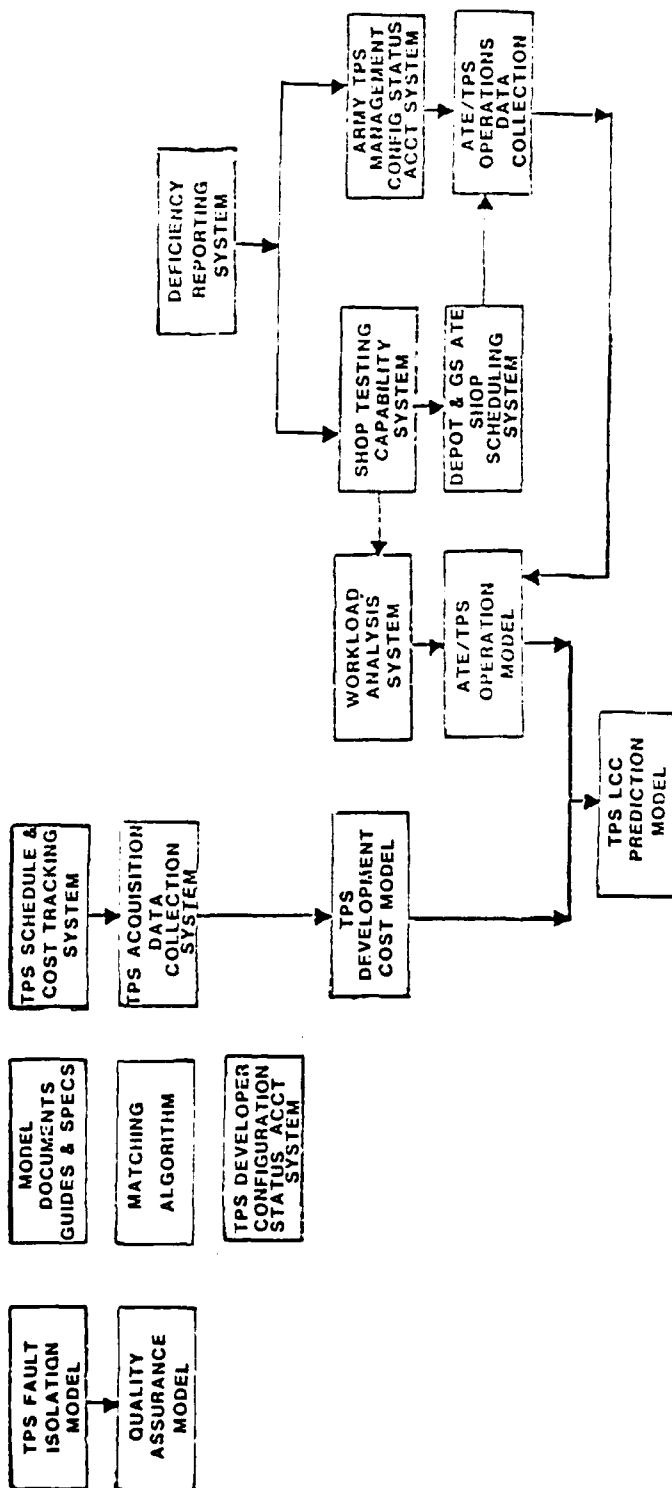 TPS FAULT
ISOLATION
MODEL
QUALITY
ASSURANCE
MODEL
MODEL
DOCUMENTS
GUIDES & SPECS
MATCHING
ALGORITHM
TPS DEVELOPER
CONFIGURATION
STATUS ACCT
SYSTEM
TPS SCHEDULE &
COST TRACKING
SYSTEM
TPS ACQUISITION
DATA
COLLECTION
SYSTEM
TPS
DEVELOPMENT
COST MODEL
WORKLOAD
ANALYSIS
SYSTEM
ATE/TPS
OPERATION
MODEL
TPS LCC
PREDICTION
MODEL
DEFICIENCY
REPORTING
SYSTEM
SHOP TESTING
CAPABILITY
SYSTEM
DEPOT & GS ATE
SHOP
SCHEDULING
SYSTEM
ARMY TPS
MANAGEMENT
CONFIG STATUS
ACCT SYSTEM
ATE/TPS
OPERATIONS
DATA
COLLECTION